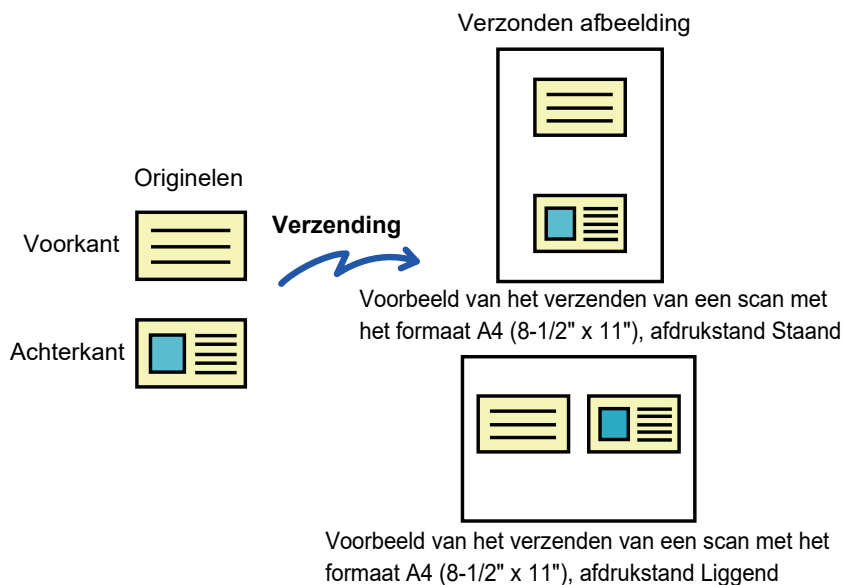 Verzonden afbeelding
Originelen
Voorkant
Verzending
Achterkant
Voorbeeld van het verzenden van een scan met
het formaat A4 (8-1/2" x 11"), afdrukstand Staand
Voorbeeld van het verzenden van een scan met het
formaat A4 (8-1/2" x 11"), afdrukstand Liggend